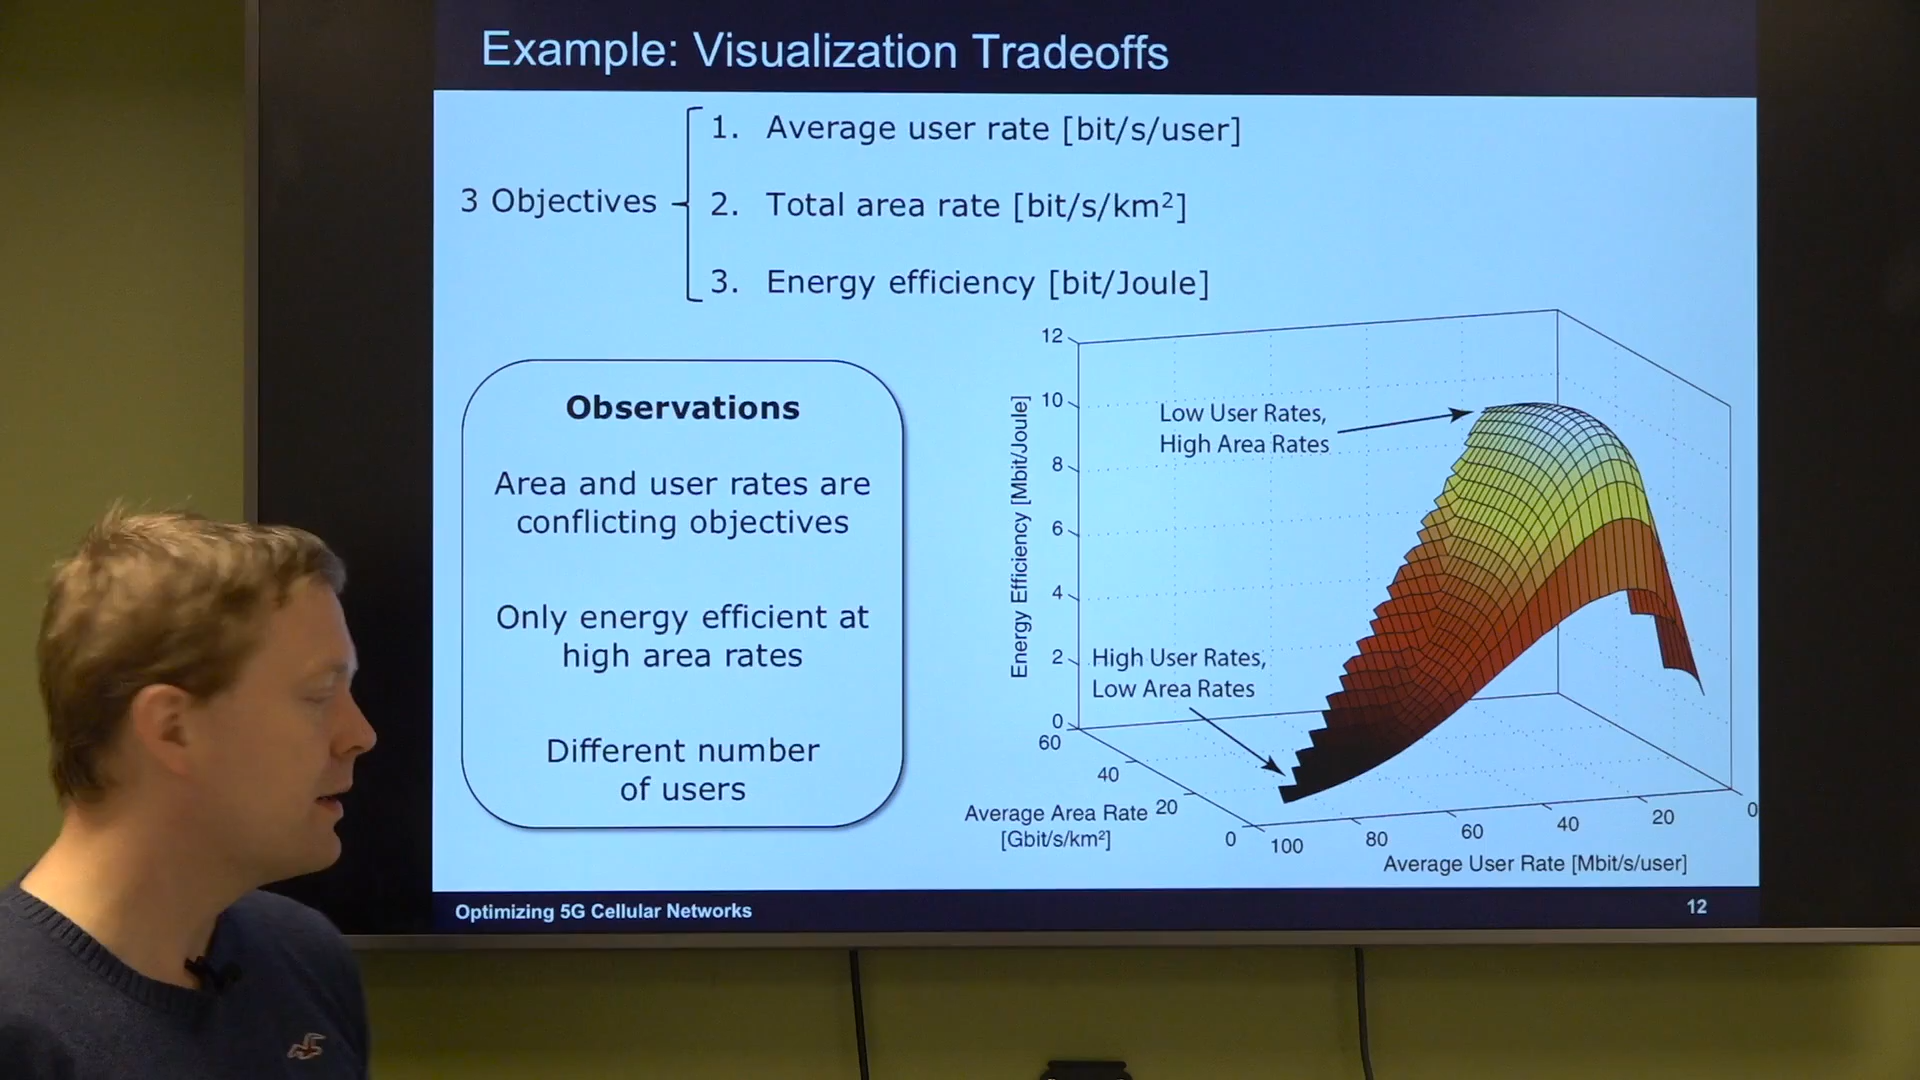 Example: Visualization Tradeoffs
3 Objectives
1. Average user rate [bit/s/user]
2. Total area rate [bit/s/km²]
3. Energy efficiency [bit/Joule]
Observations
Area and user rates are
conflicting objectives
Only energy efficient at
high area rates
Different number
of users
Energy Efficiency [Mbit/Joule]
12
10
8
6
4
2
0
Low User Rates,
High Area Rates
High User Rates,
Low Area Rates
60
40
20
0
Average Area Rate
[Gbit/s/km²]
100
80
60
40
20
0
Average User Rate [Mbit/s/user]
Optimizing 5G Cellular Networks
12